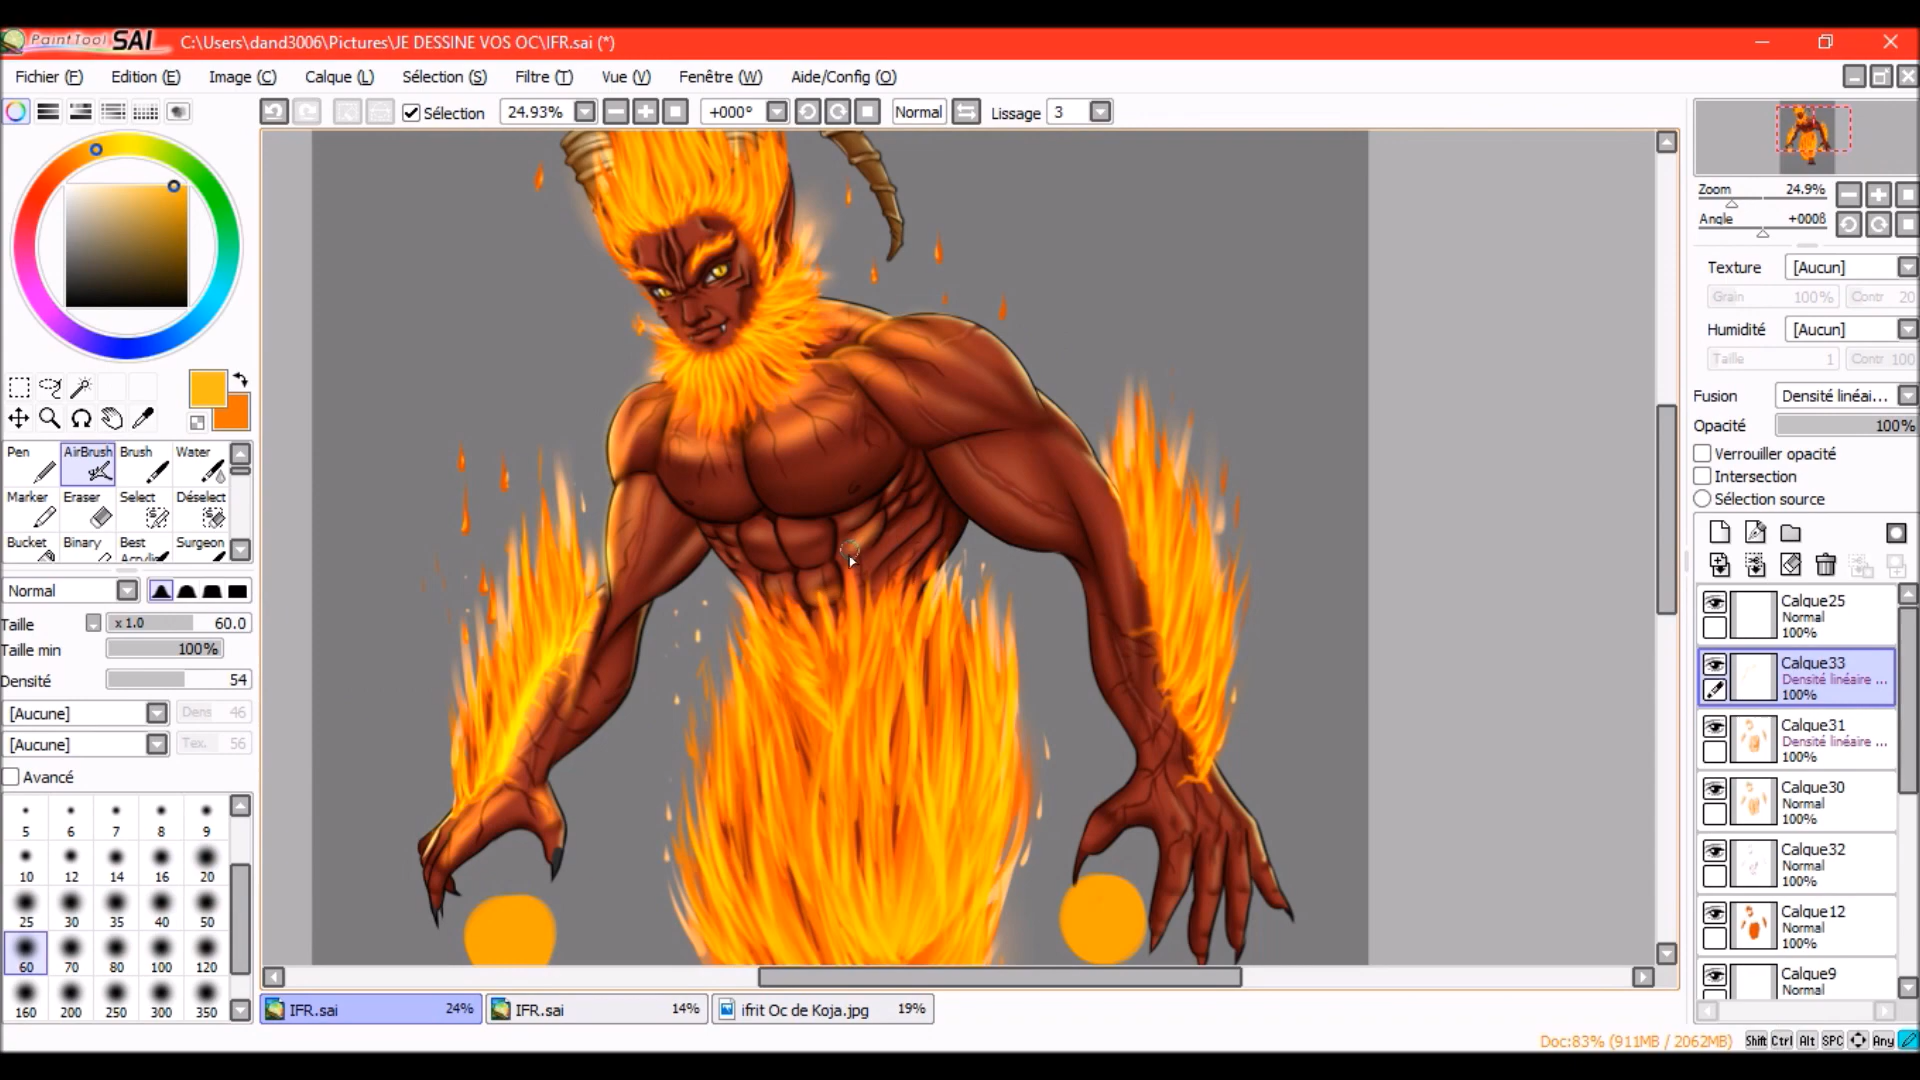 PaintTool SAI C:\Users\dand3006\Pictures\JE DESSINE VOS OC\IFR.sai (*)
Fichier (F) Edition (E) Image (C) Calque (L) Sélection (S) Filtre (T) Vue (V) Fenêtre (W) Aide/Config (O)
Sélection 24.93% +000° Normal Lissage 3
Zoom 24.9%
Angle +0008
Texture [Aucun]
Grain 100% Contr 20
Humidité [Aucun]
Taille 1 Contr 100
Fusion Densité linéai...
Opacité 100%
Verrouiller opacité
Intersection
Sélection source
Pen AirBrush Brush Water
Marker Eraser Select Déselect
Bucket Binary Best Surgeon
Acrylic
Normal
Taille x 1.0 60.0
Taille min 100%
Densité 54
[Aucune] Dens 46
[Aucune] Tex. 56
Avancé
5 6 7 8 9
10 12 14 16 20
25 30 35 40 50
60 70 80 100 120
160 200 250 300 350
Calque25
Normal
100%
Calque33
Densité linéaire ...
100%
Calque31
Densité linéaire ...
100%
Calque30
Normal
100%
Calque32
Normal
100%
Calque12
Normal
100%
Calque9
Normal
IFR.sai 24% IFR.sai 14% ifrit Oc de Koja.jpg 19%
Doc:83% (911MB / 2062MB) Shift Ctrl Alt SPC Any